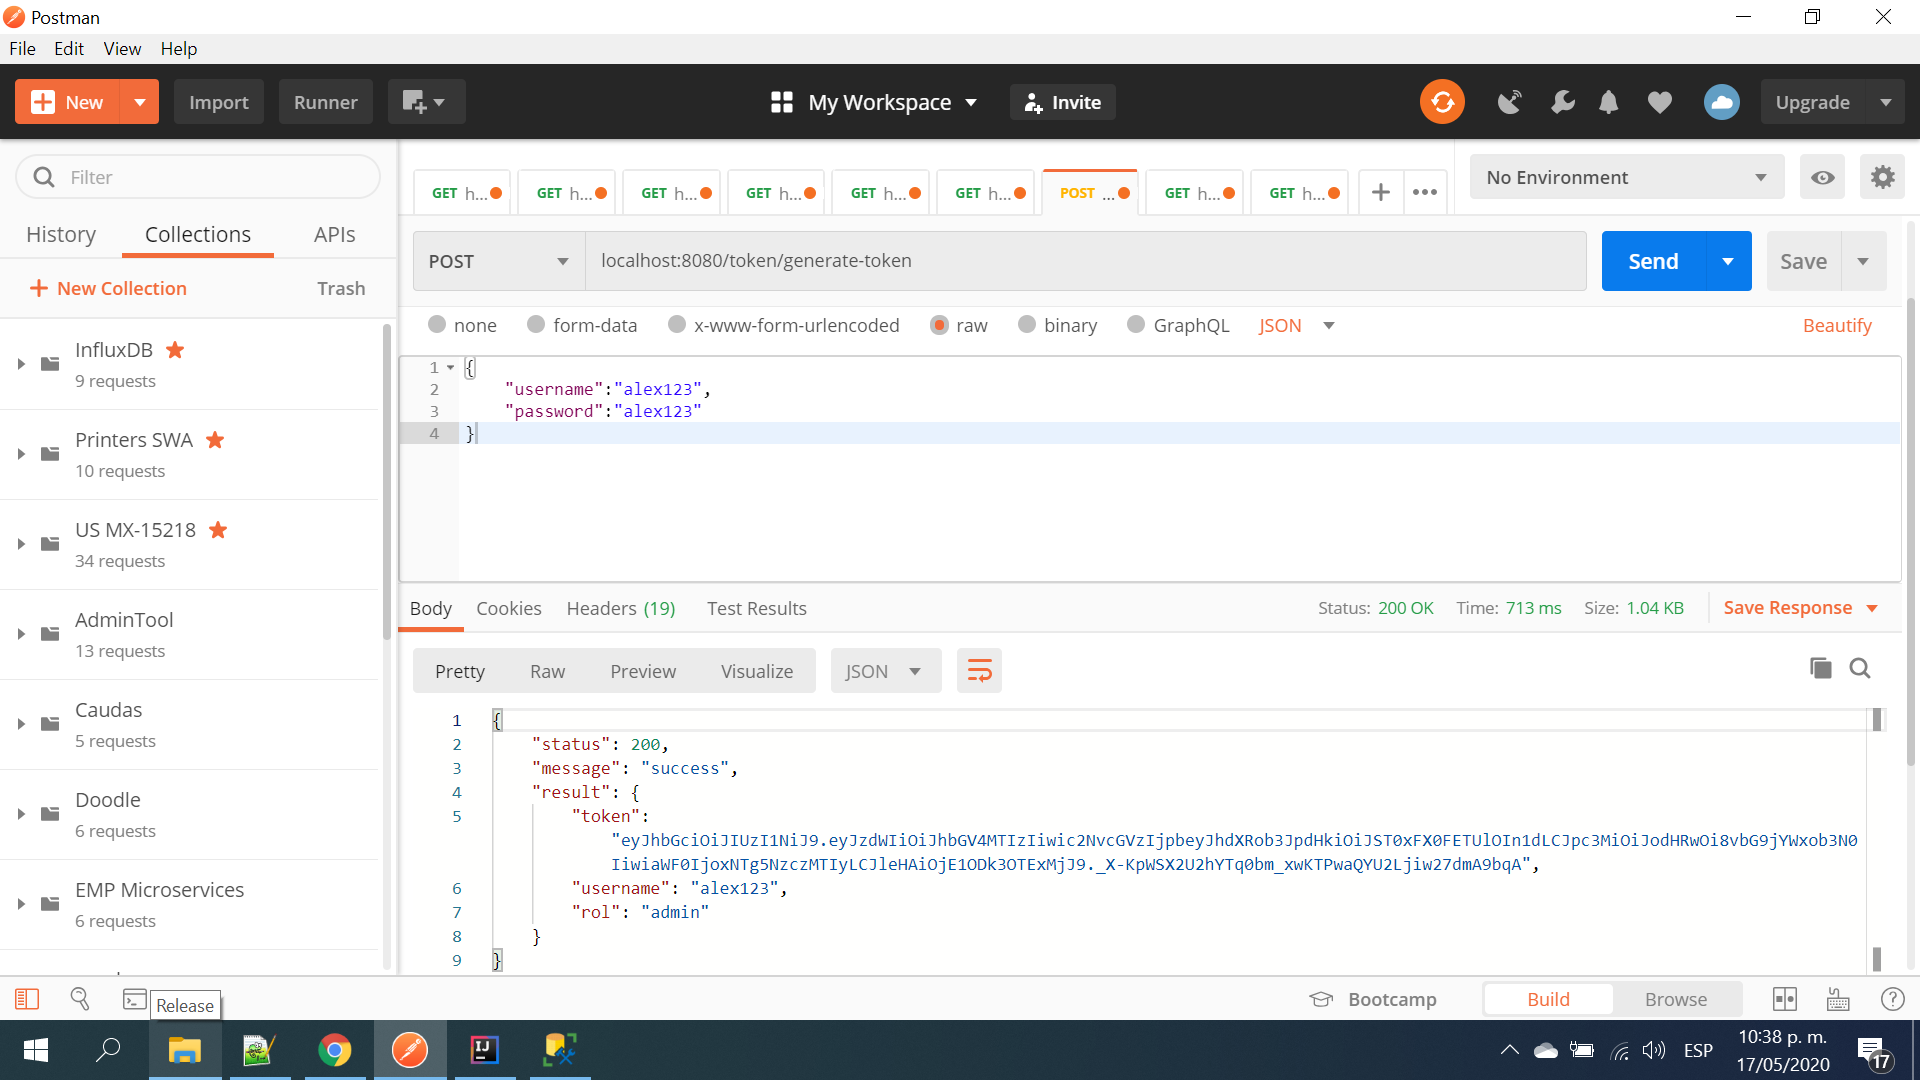 Postman
File Edit View Help
New Import Runner My Workspace Invite Upgrade
Filter
History Collections APIs
New Collection Trash
InfluxDB
9 requests
Printers SWA
10 requests
US MX-15218
34 requests
AdminTool
13 requests
Caudas
5 requests
Doodle
6 requests
EMP Microservices
6 requests
GET h... GET h... GET h... GET h... GET h... GET h... POST ... GET h... GET h...
No Environment
POST localhost:8080/token/generate-token Send Save
none form-data x-www-form-urlencoded raw binary GraphQL JSON Beautify
1 {
2 "username":"alex123",
3 "password":"alex123"
4 }
Body Cookies Headers (19) Test Results Status: 200 OK Time: 713 ms Size: 1.04 KB Save Response
Pretty Raw Preview Visualize JSON
1 {
2 "status": 200,
3 "message": "success",
4 "result": {
5 "token":
"eyJhbGciOiJIUzI1NiJ9.eyJzdWIiOiJhbGV4MTIzIiwic2NvcGVzIjpbeyJhdXRob3JpdHkiOiJST0xFX0FETUlOIn1dLCJpc3MiOiJodHRwOi8vbG9jYWxob3N0
IiwiaWF0IjoxNTg5NzczMTIyLCJleHAiOjE1ODk3OTExMjJ9._X-KpWSX2U2hYTq0bm_xwKTPwaQYU2Ljiw27dmA9bqA",
6 "username": "alex123",
7 "rol": "admin"
8 }
9 }
Release
Bootcamp Build Browse
IJ
ESP
10:38 p. m.
17/05/2020
17